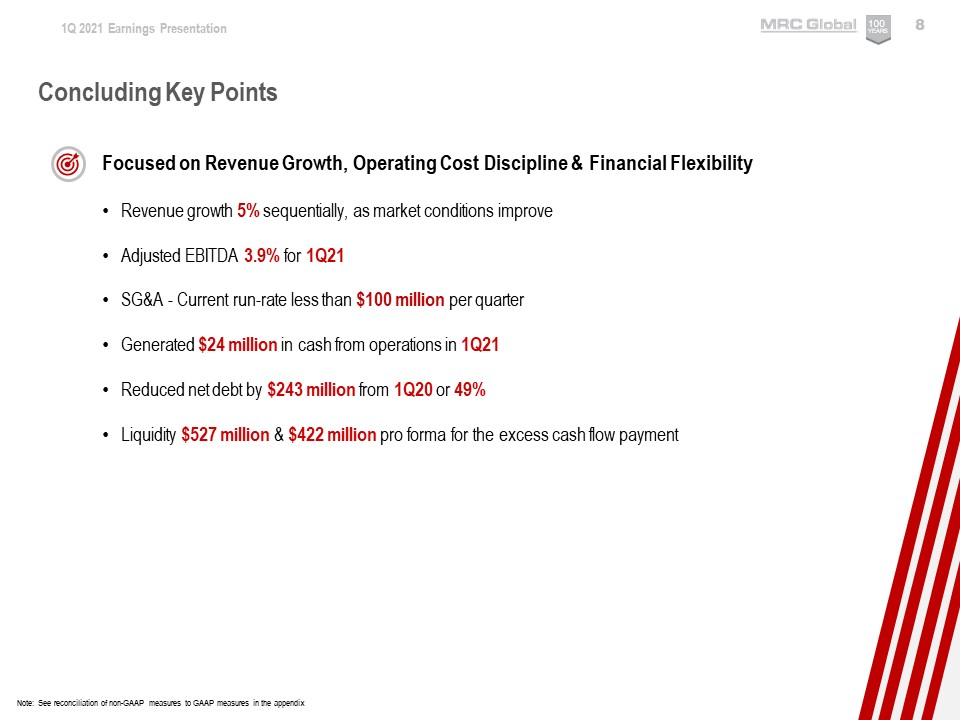 1Q 2021 Earnings Presentation
MRC Global
100
YEARS
8
Concluding Key Points
Focused on Revenue Growth, Operating Cost Discipline & Financial Flexibility
• Revenue growth 5% sequentially, as market conditions improve
• Adjusted EBITDA 3.9% for 1Q21
• SG&A - Current run-rate less than $100 million per quarter
• Generated $24 million in cash from operations in 1Q21
• Reduced net debt by $243 million from 1Q20 or 49%
• Liquidity $527 million & $422 million pro forma for the excess cash flow payment
Note: See reconciliation of non-GAAP measures to GAAP measures in the appendix